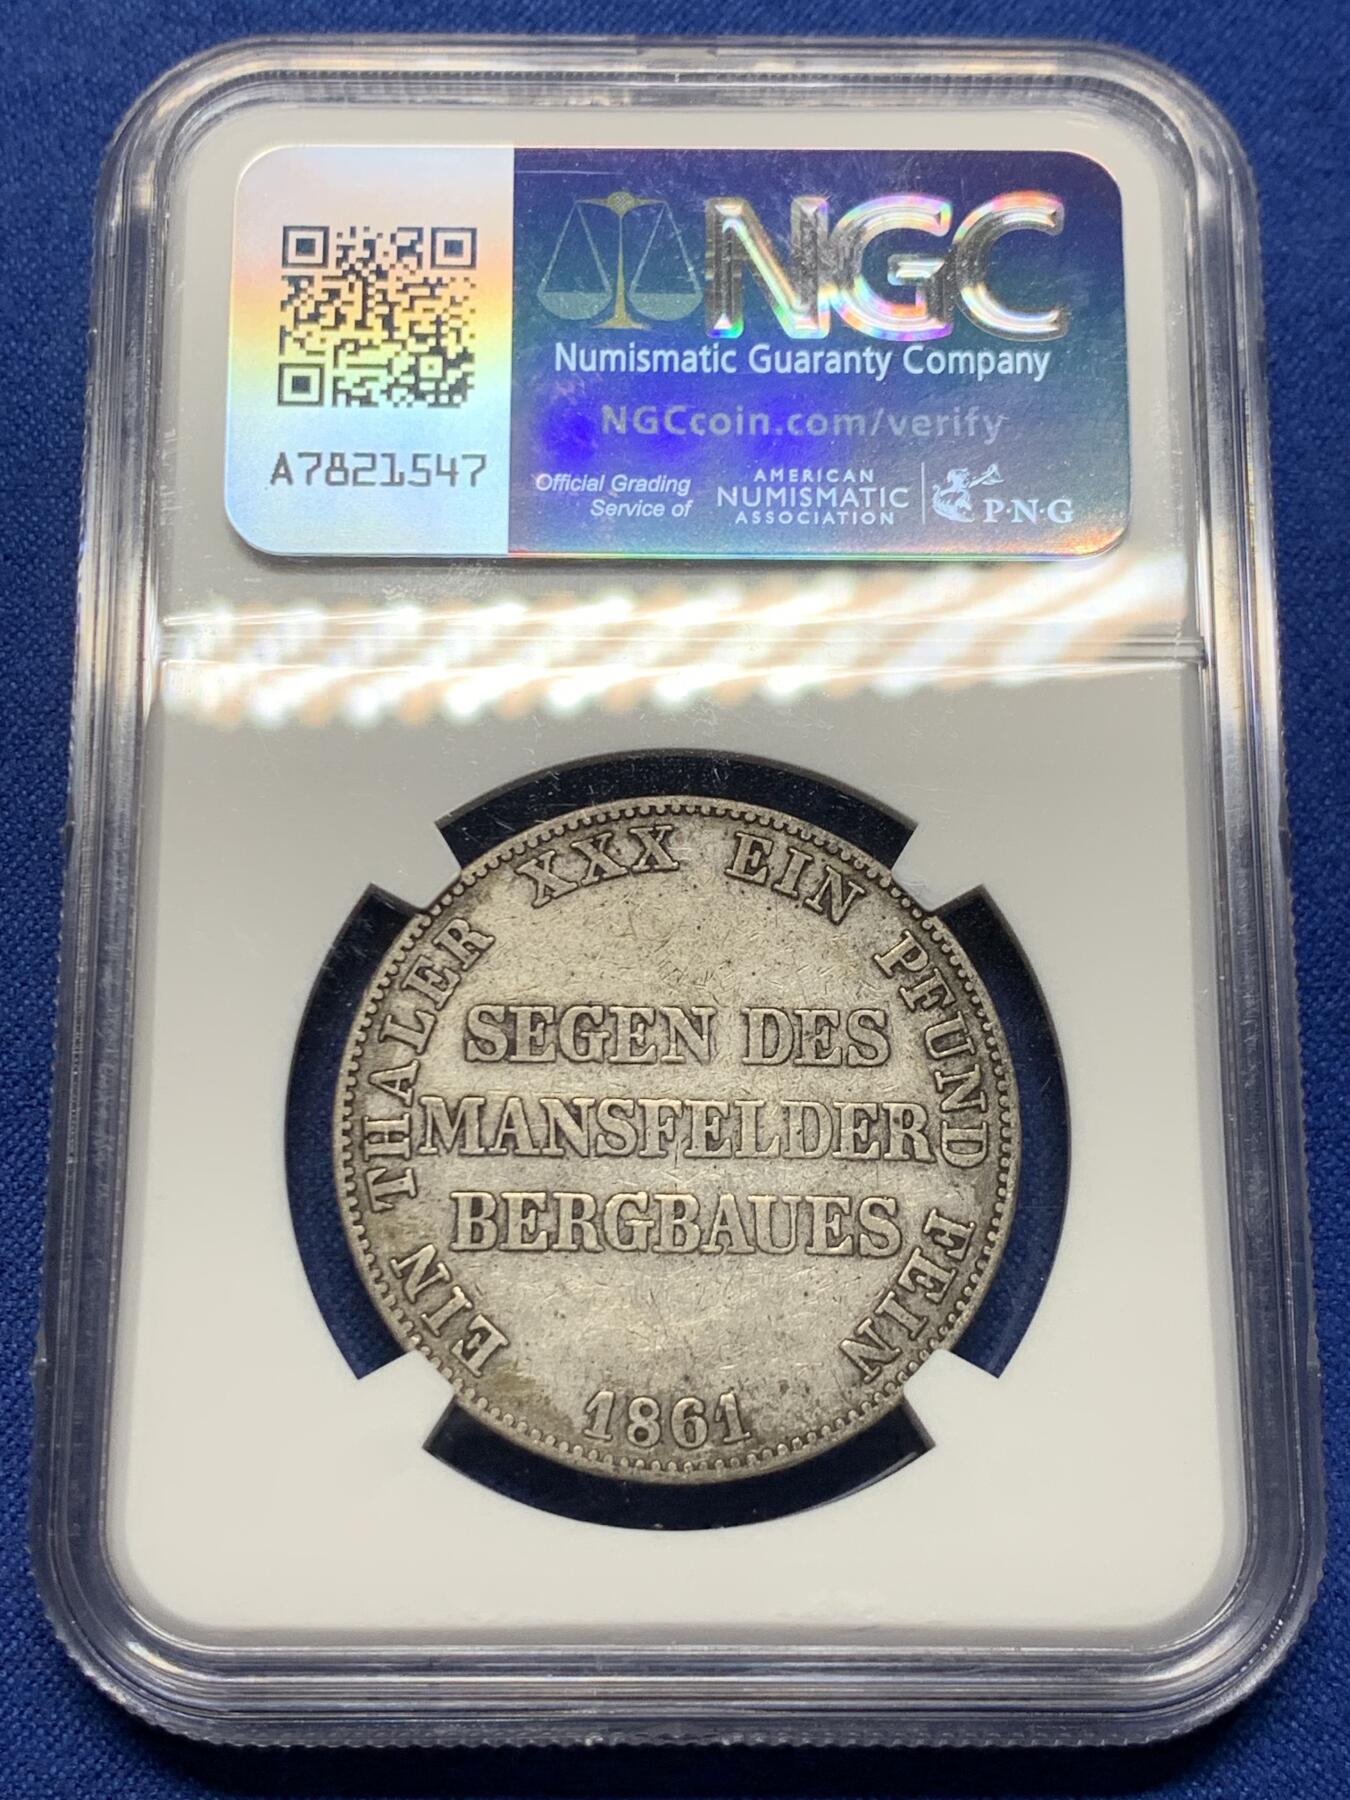 NGC
Numismatic Guaranty Company
NGCcoin.com/verify
A7821547
Official Grading
Service of
AMERICAN
NUMISMATIC
ASSOCIATION
P·N·G
EIN THALER XXX EIN PFUND FEIN
SEGEN DES
MANSFELDER
BERGBAUES
1861